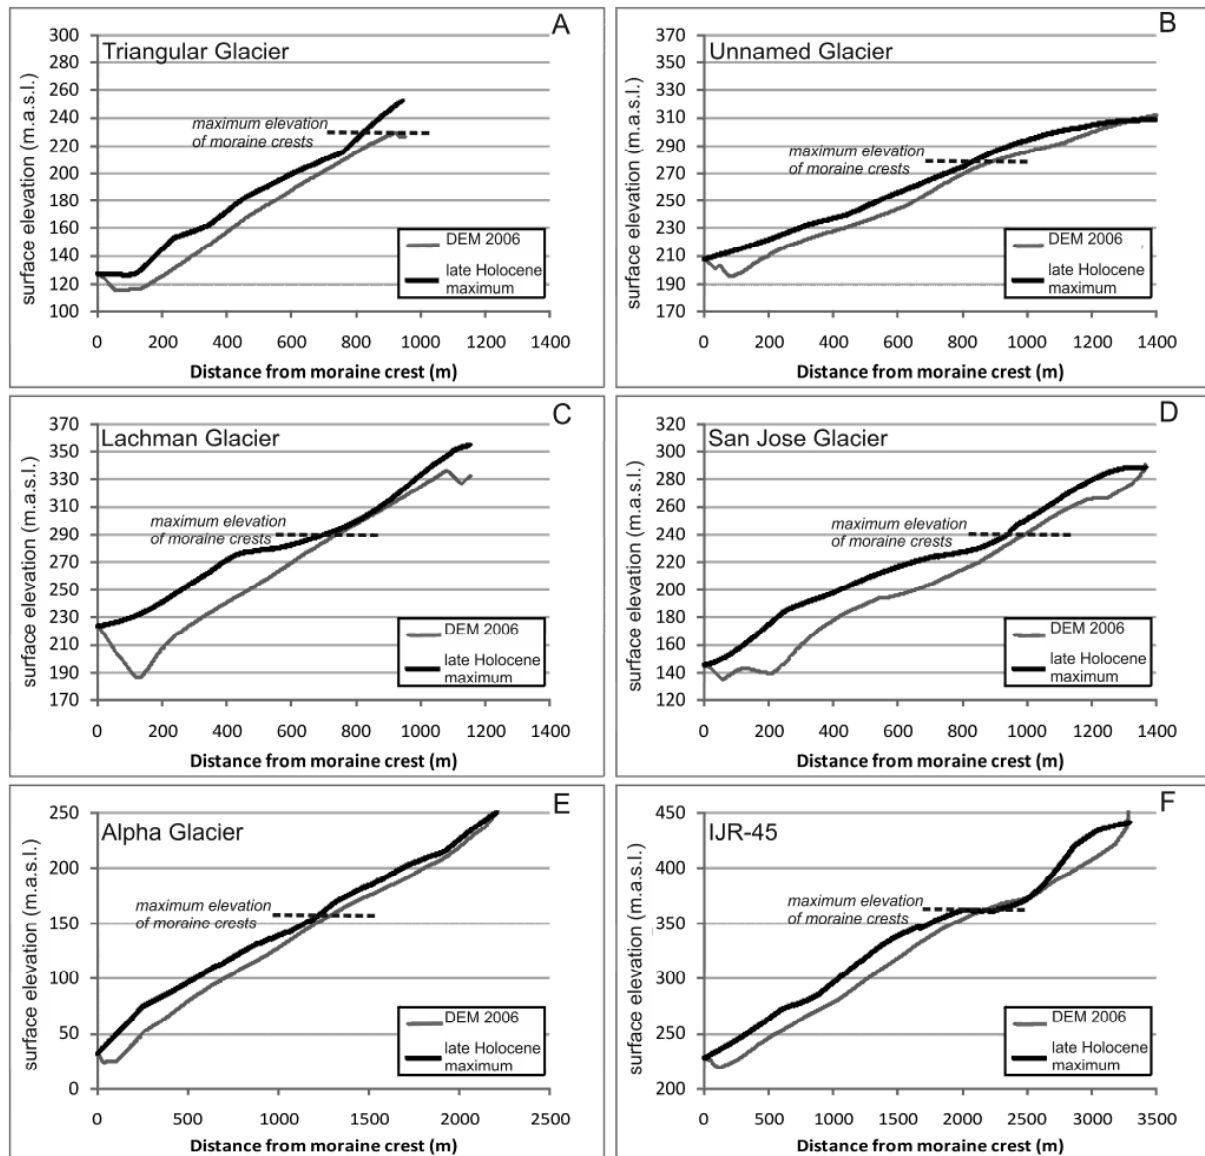 A
Triangular Glacier
surface elevation (m.a.s.l.)
300
280
260
240
220
200
180
160
140
120
100
maximum elevation
of moraine crests
DEM 2006
late Holocene
maximum
0 200 400 600 800 1000 1200 1400
Distance from moraine crest (m)
B
Unnamed Glacier
surface elevation (m.a.s.l.)
370
350
330
310
290
270
250
230
210
190
170
maximum elevation
of moraine crests
DEM 2006
late Holocene
maximum
0 200 400 600 800 1000 1200 1400
Distance from moraine crest (m)
C
Lachman Glacier
surface elevation (m.a.s.l.)
370
350
330
310
290
270
250
230
210
190
170
maximum elevation
of moraine crests
DEM 2006
late Holocene
maximum
0 200 400 600 800 1000 1200 1400
Distance from moraine crest (m)
D
San Jose Glacier
surface elevation (m.a.s.l.)
320
300
280
260
240
220
200
180
160
140
120
maximum elevation
of moraine crests
DEM 2006
late Holocene
maximum
0 200 400 600 800 1000 1200 1400
Distance from moraine crest (m)
E
Alpha Glacier
surface elevation (m.a.s.l.)
250
200
150
100
50
0
maximum elevation
of moraine crests
DEM 2006
late Holocene
maximum
0 500 1000 1500 2000 2500
Distance from moraine crest (m)
F
IJR-45
surface elevation (m.a.s.l.)
450
400
350
300
250
200
maximum elevation
of moraine crests
DEM 2006
late Holocene
maximum
0 500 1000 1500 2000 2500 3000 3500
Distance from moraine crest (m)